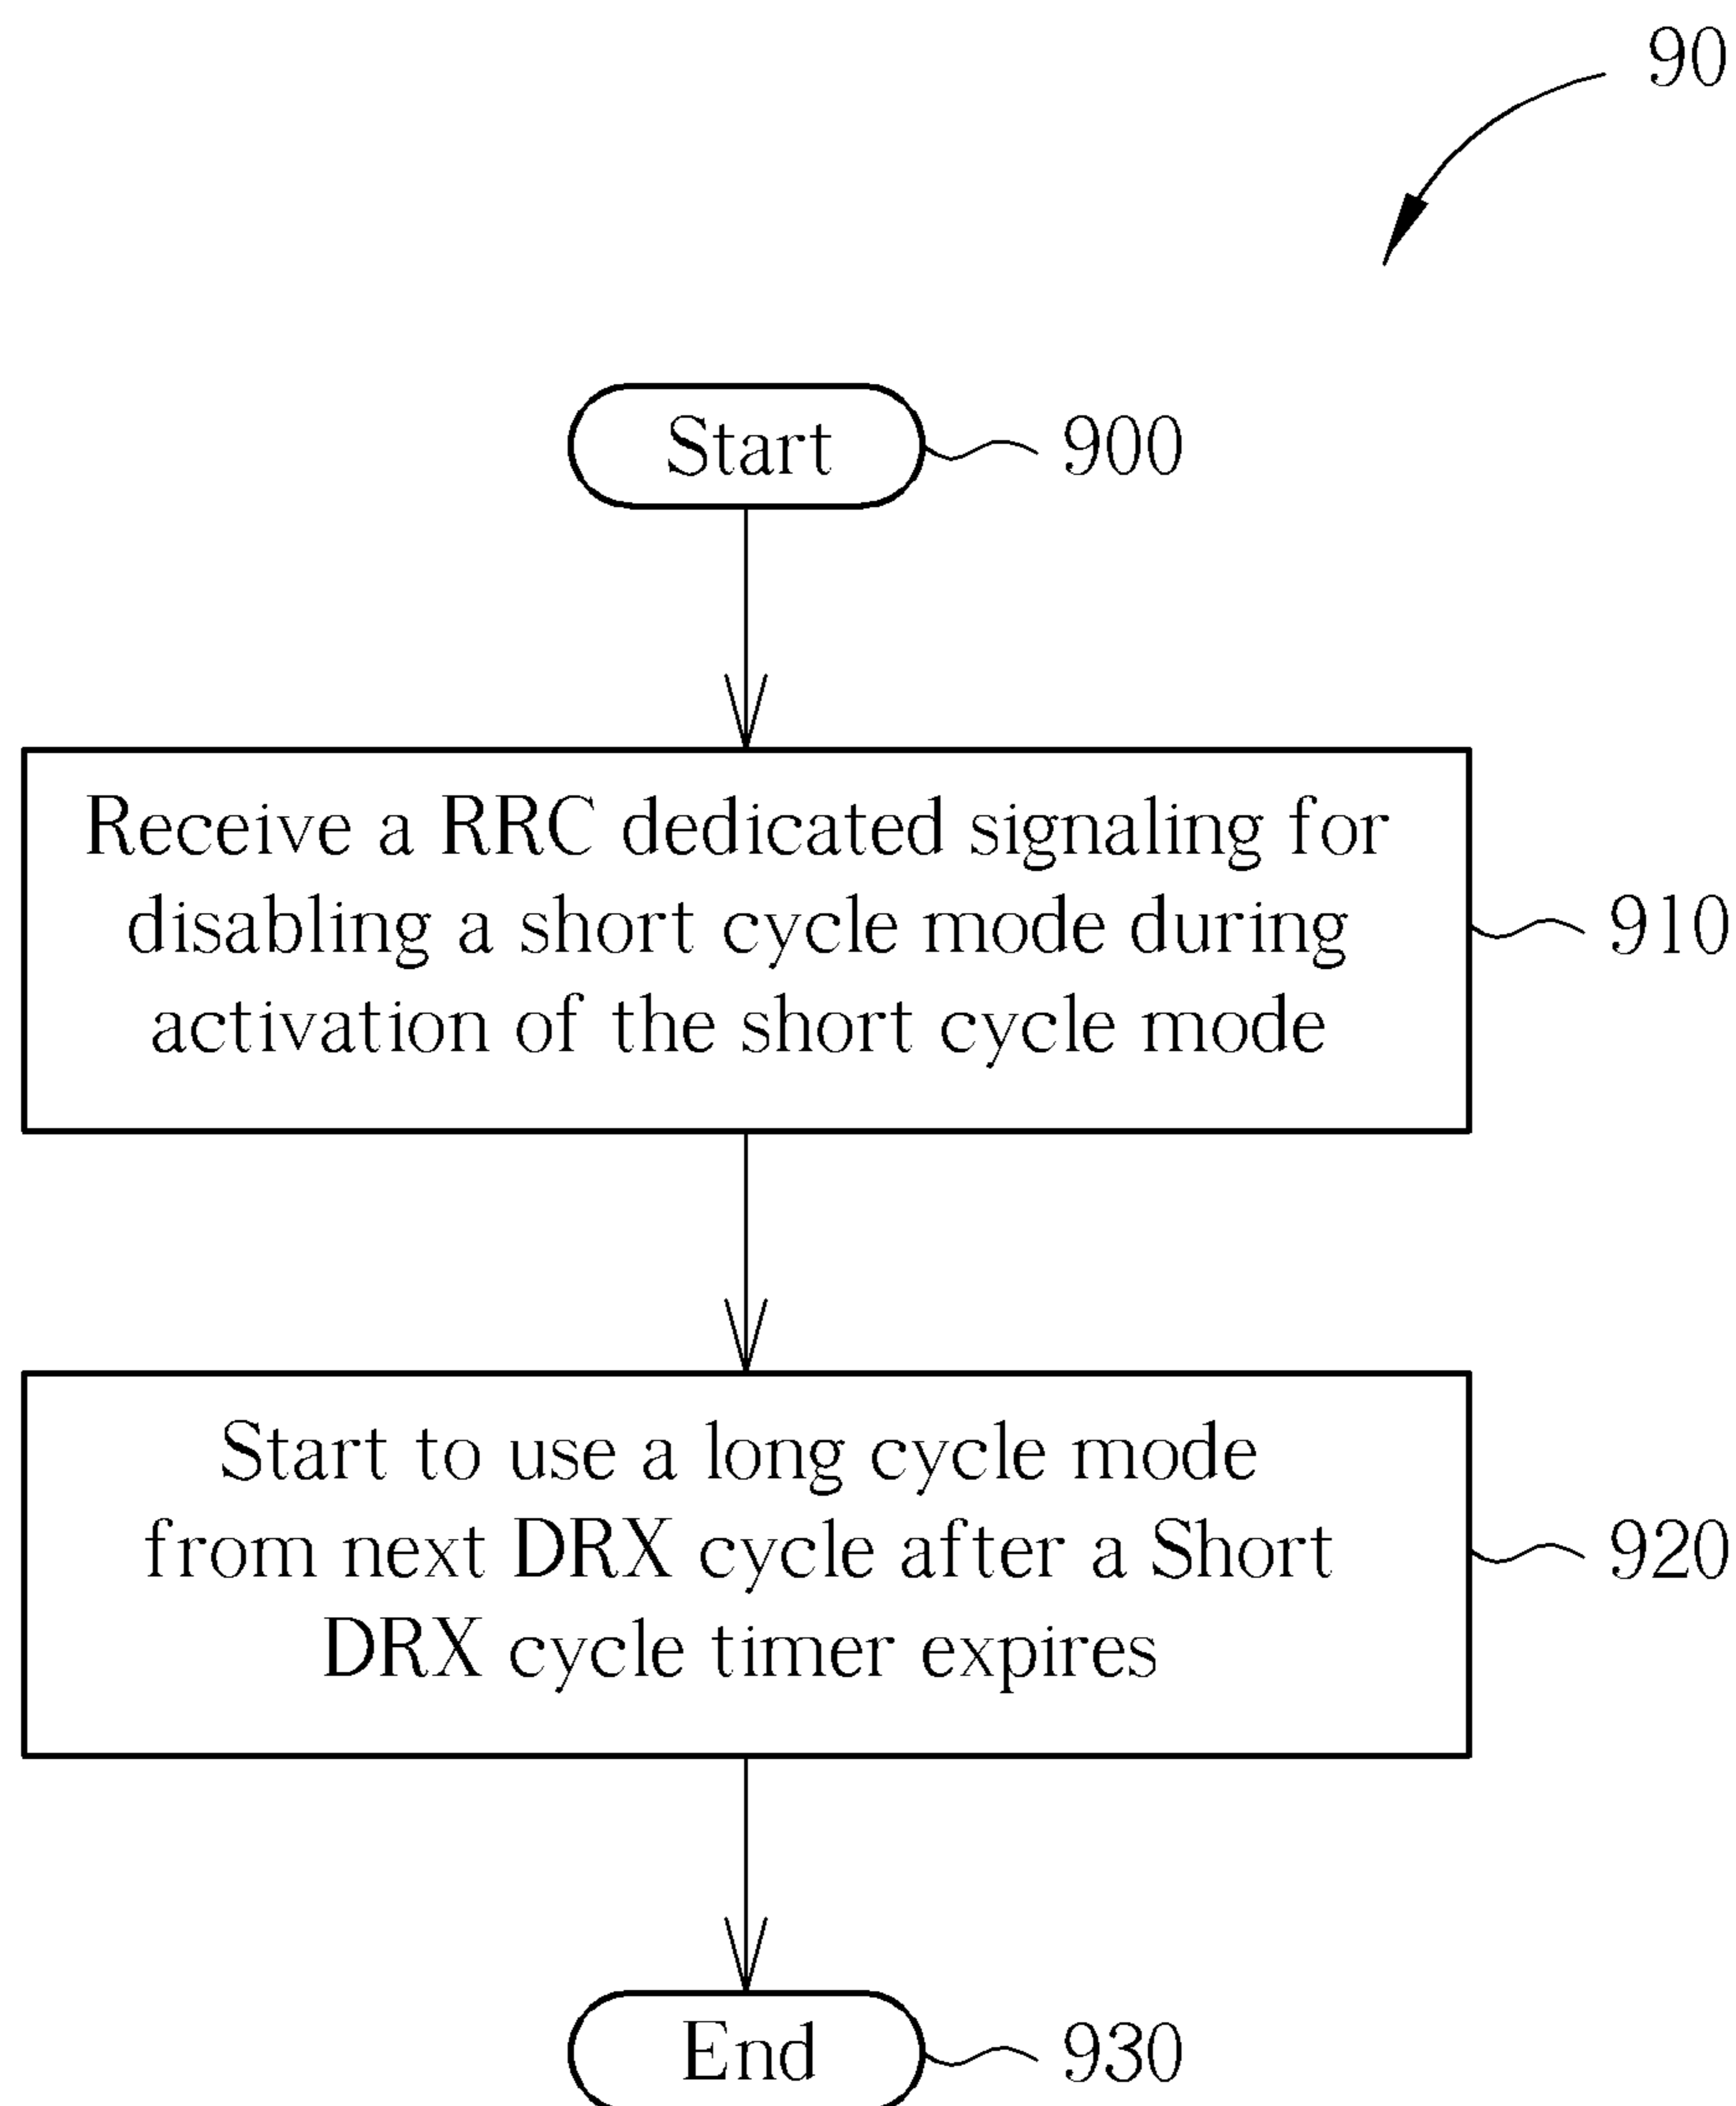 90
Start
900
Receive a RRC dedicated signaling for
disabling a short cycle mode during
activation of the short cycle mode
910
Start to use a long cycle mode
from next DRX cycle after a Short
DRX cycle timer expires
920
End
930